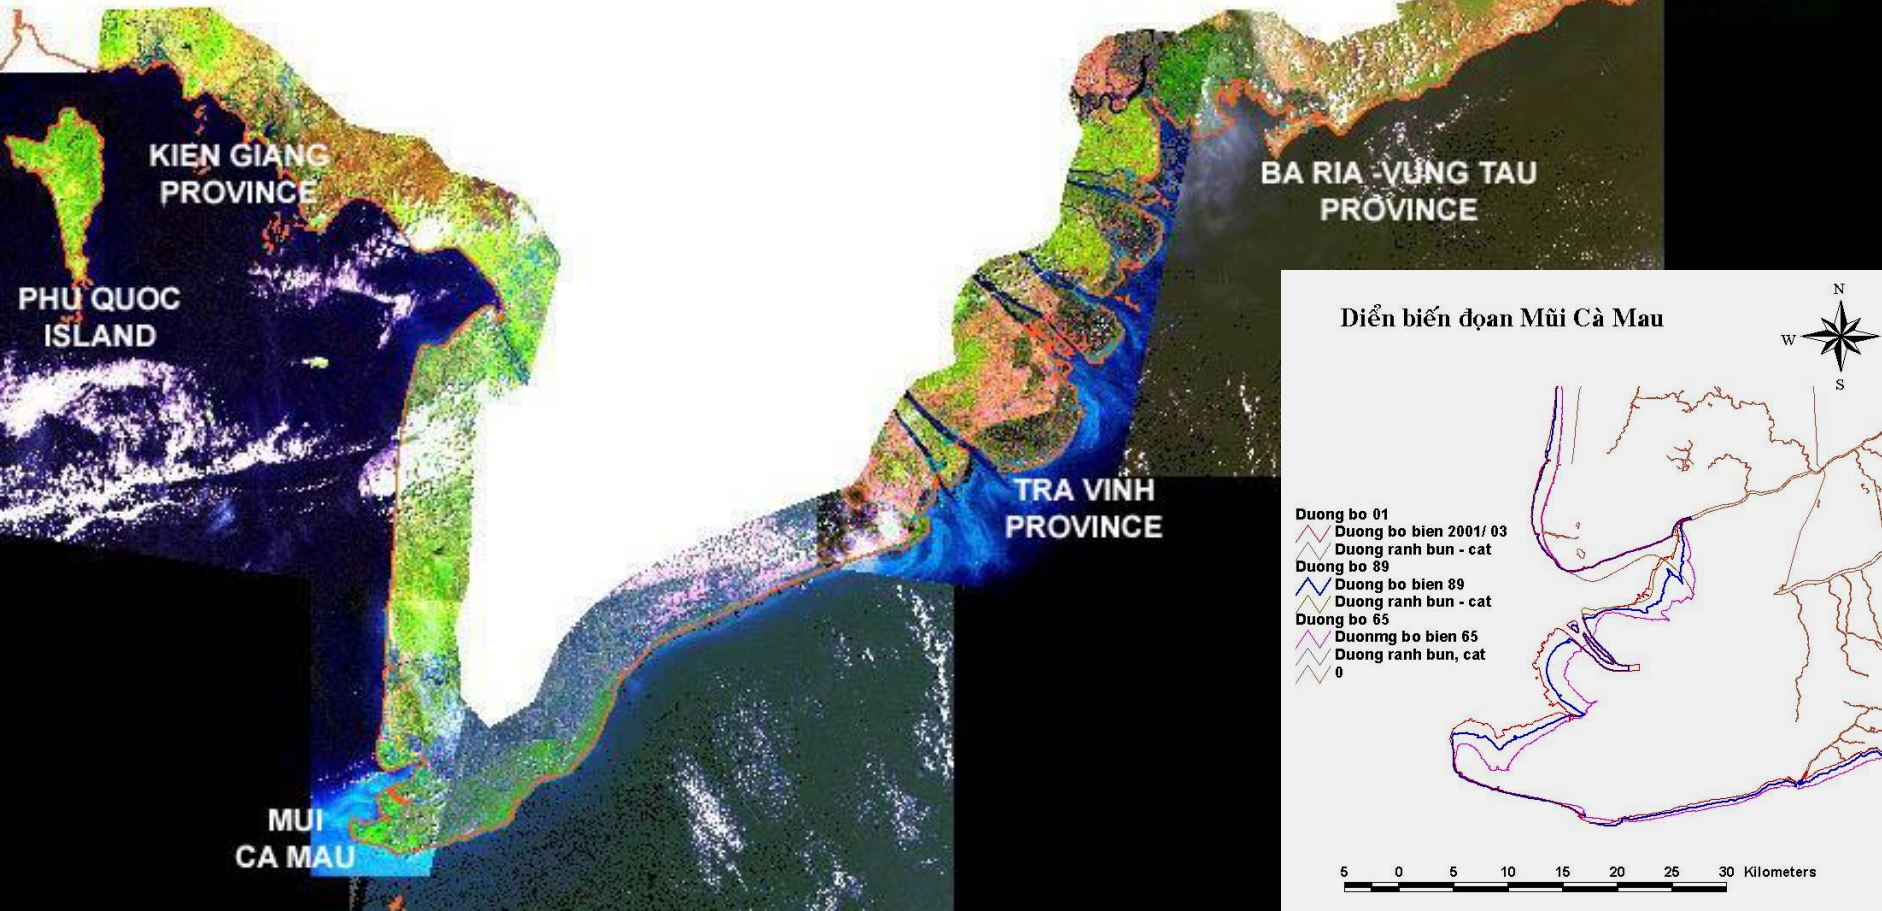 KIEN GIANG
PROVINCE
PHU QUOC
ISLAND
MUI
CA MAU
TRA VINH
PROVINCE
BA RIA -VUNG TAU
PROVINCE
Diển biến đọan Mũi Cà Mau
N
W
S
Duong bo 01
Duong bo bien 2001/ 03
Duong ranh bun - cat
Duong bo 89
Duong bo bien 89
Duong ranh bun - cat
Duong bo 65
Duonmg bo bien 65
Duong ranh bun, cat
0
5 0 5 10 15 20 25 30 Kilometers